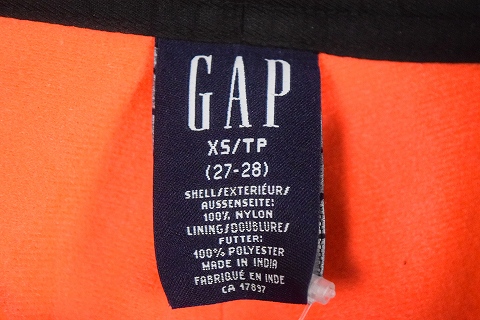 GAP
XS/TP
(27-28)
SHELL/EXTERIEUR/
AUSSENSEITE:
100% NYLON
LINING/DOUBLURE/
FUTTER:
100% POLYESTER
MADE IN INDIA
FABRIQUÉ EN INDE
CA 17897